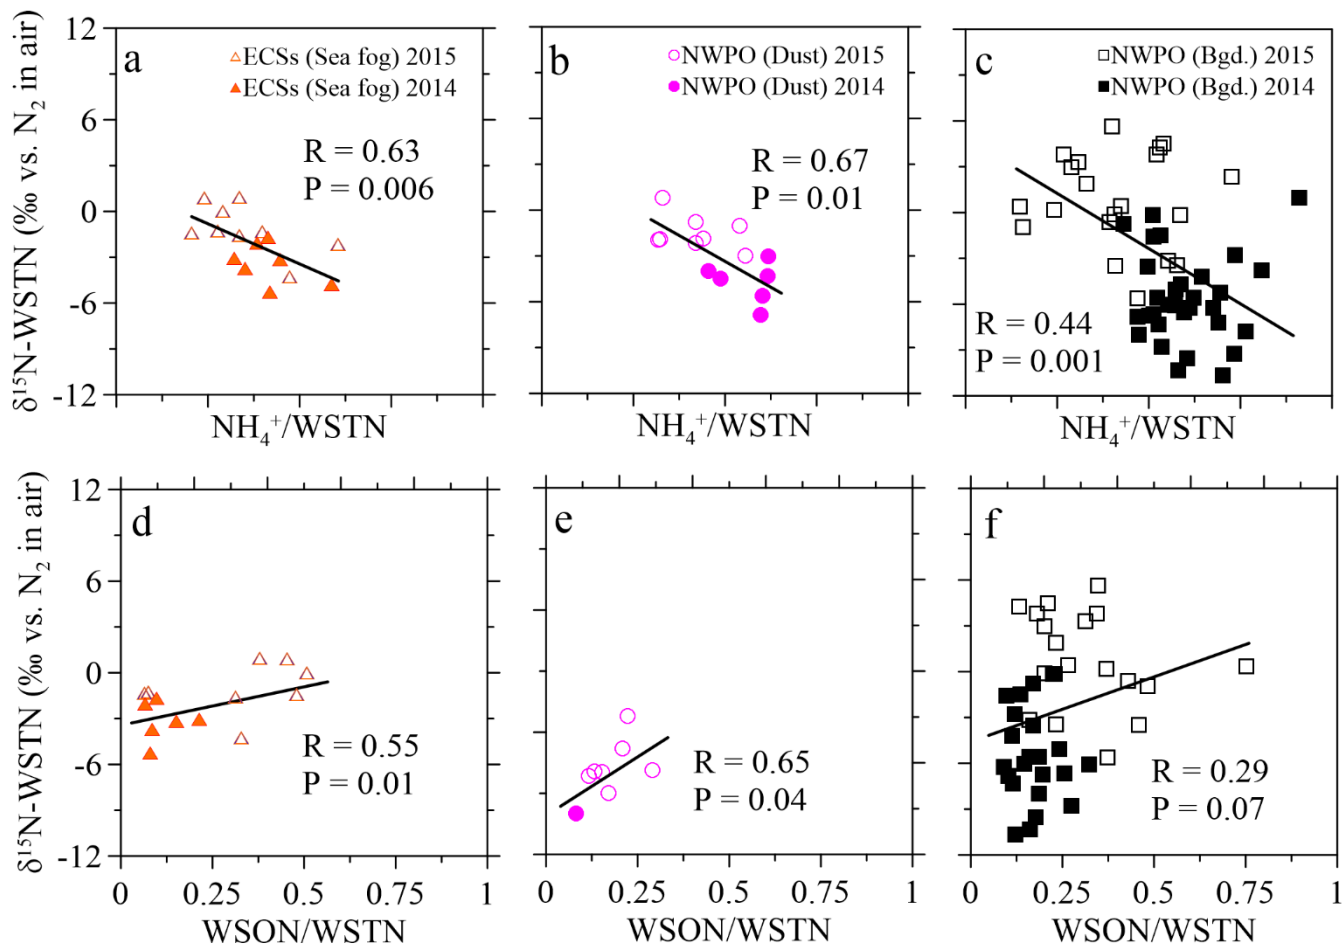 δ¹⁵N-WSTN (‰ vs. N₂ in air)
12
6
0
-6
-12
a
ECSs (Sea fog) 2015
ECSs (Sea fog) 2014
R = 0.63
P = 0.006
NH₄⁺/WSTN
b
NWPO (Dust) 2015
NWPO (Dust) 2014
R = 0.67
P = 0.01
NH₄⁺/WSTN
c
NWPO (Bgd.) 2015
NWPO (Bgd.) 2014
R = 0.44
P = 0.001
NH₄⁺/WSTN
δ¹⁵N-WSTN (‰ vs. N₂ in air)
12
6
0
-6
-12
d
R = 0.55
P = 0.01
0 0.25 0.5 0.75 1
WSON/WSTN
e
R = 0.65
P = 0.04
0 0.25 0.5 0.75 1
WSON/WSTN
f
R = 0.29
P = 0.07
0 0.25 0.5 0.75 1
WSON/WSTN